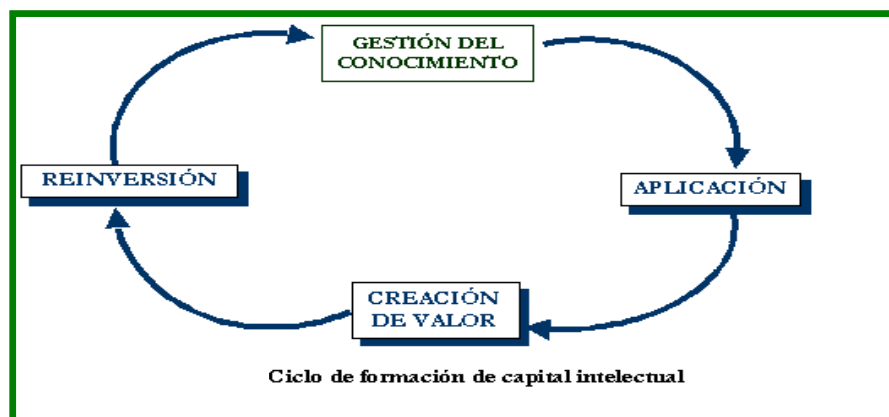 GESTIÓN DEL
CONOCIMIENTO
REINVERSIÓN
APLICACIÓN
CREACIÓN
DE VALOR
Ciclo de formación de capital intelectual